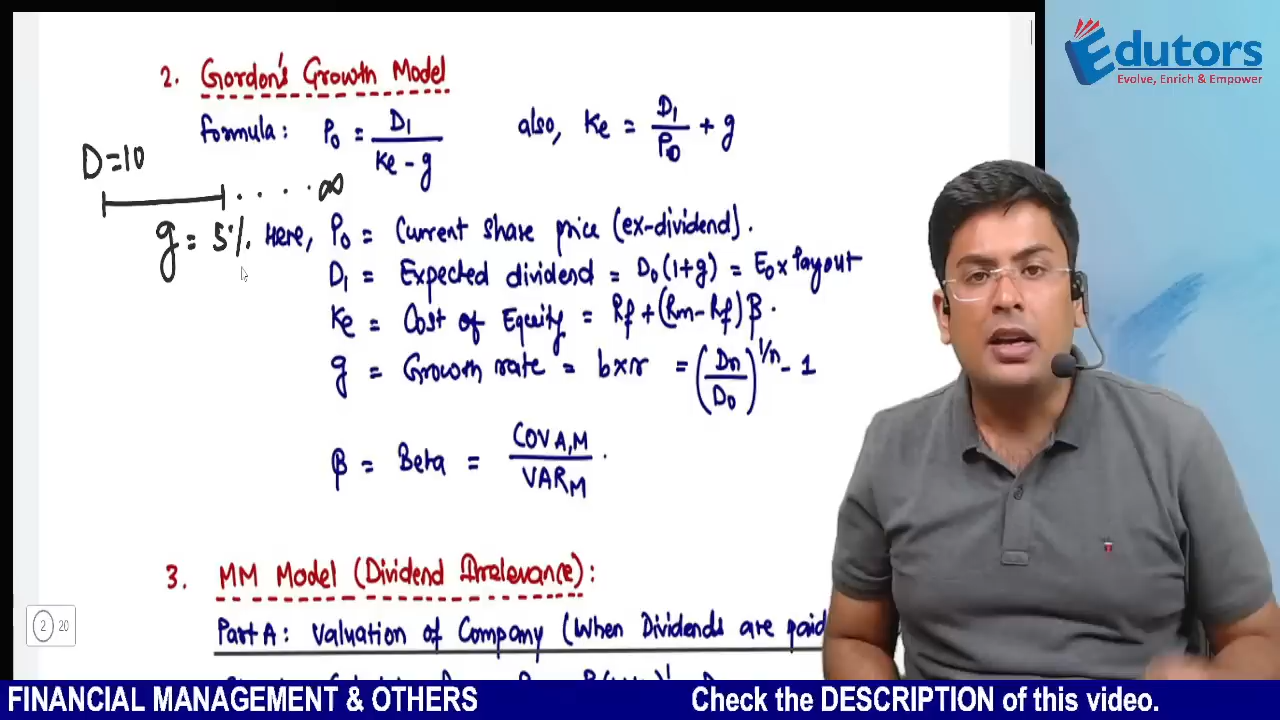 Edutors
Evolve, Enrich & Empower
2. Gordon's Growth Model
formula: P0 = D1 / Ke - g also, Ke = D1 / P0 + g
D=10
. . . . ∞
g = 5%
Here, P0 = Current share price (ex-dividend).
D1 = Expected dividend = D0(1+g) = E0 x Payout
Ke = Cost of Equity = Rf + (Rm - Rf) β.
g = Growth rate = b x r = (Dn / D0)^1/n - 1
β = Beta = COV A,M / VAR M .
3. MM Model (Dividend Irrelevance):
Part A: Valuation of Company (When Dividends are paid
2 20
FINANCIAL MANAGEMENT & OTHERS
Check the DESCRIPTION of this video.